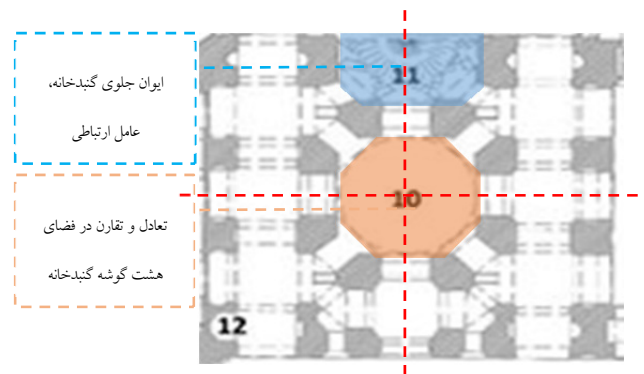 ایوان جلوی گنبدخانه،
عامل ارتباطی
11
تعادل و تقارن در فضای
هشت گوشه گنبدخانه
10
12